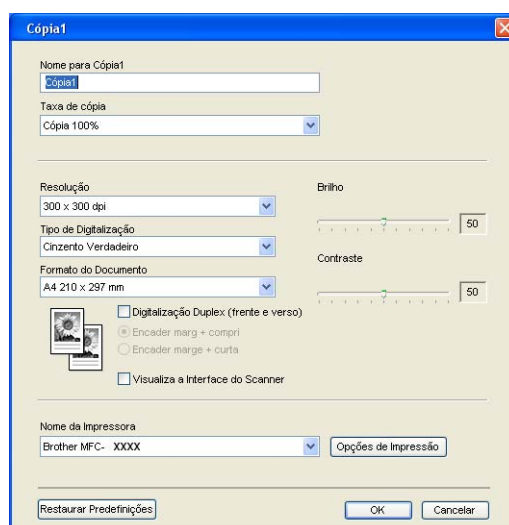 Cópia1
Nome para Cópia1
Cópia1
Taxa de cópia
Cópia 100%
Resolução
300 x 300 dpi
Tipo de Digitalização
Cinzento Verdadeiro
Formato do Documento
A4 210 x 297 mm
Brilho
50
Contraste
50
Digitalização Duplex (frente e verso)
Encader marg + compri
Encader marge + curta
Visualiza a Interface do Scanner
Nome da Impressora
Brother MFC- XXXX
Opções de Impressão
Restaurar Predefinições
OK
Cancelar